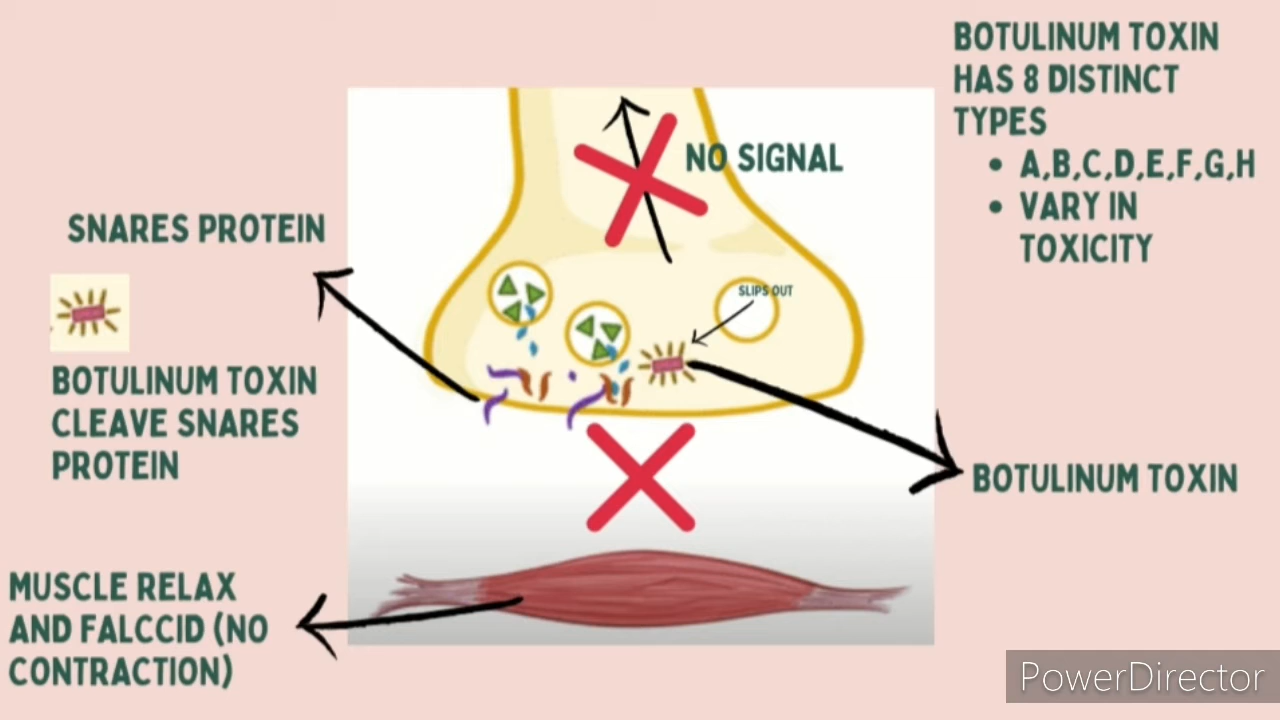 BOTULINUM TOXIN
HAS 8 DISTINCT
TYPES
• A,B,C,D,E,F,G,H
• VARY IN
TOXICITY
NO SIGNAL
SNARES PROTEIN
SLIPS OUT
BOTULINUM TOXIN
CLEAVE SNARES
PROTEIN
BOTULINUM TOXIN
MUSCLE RELAX
AND FALCCID (NO
CONTRACTION)
PowerDirector